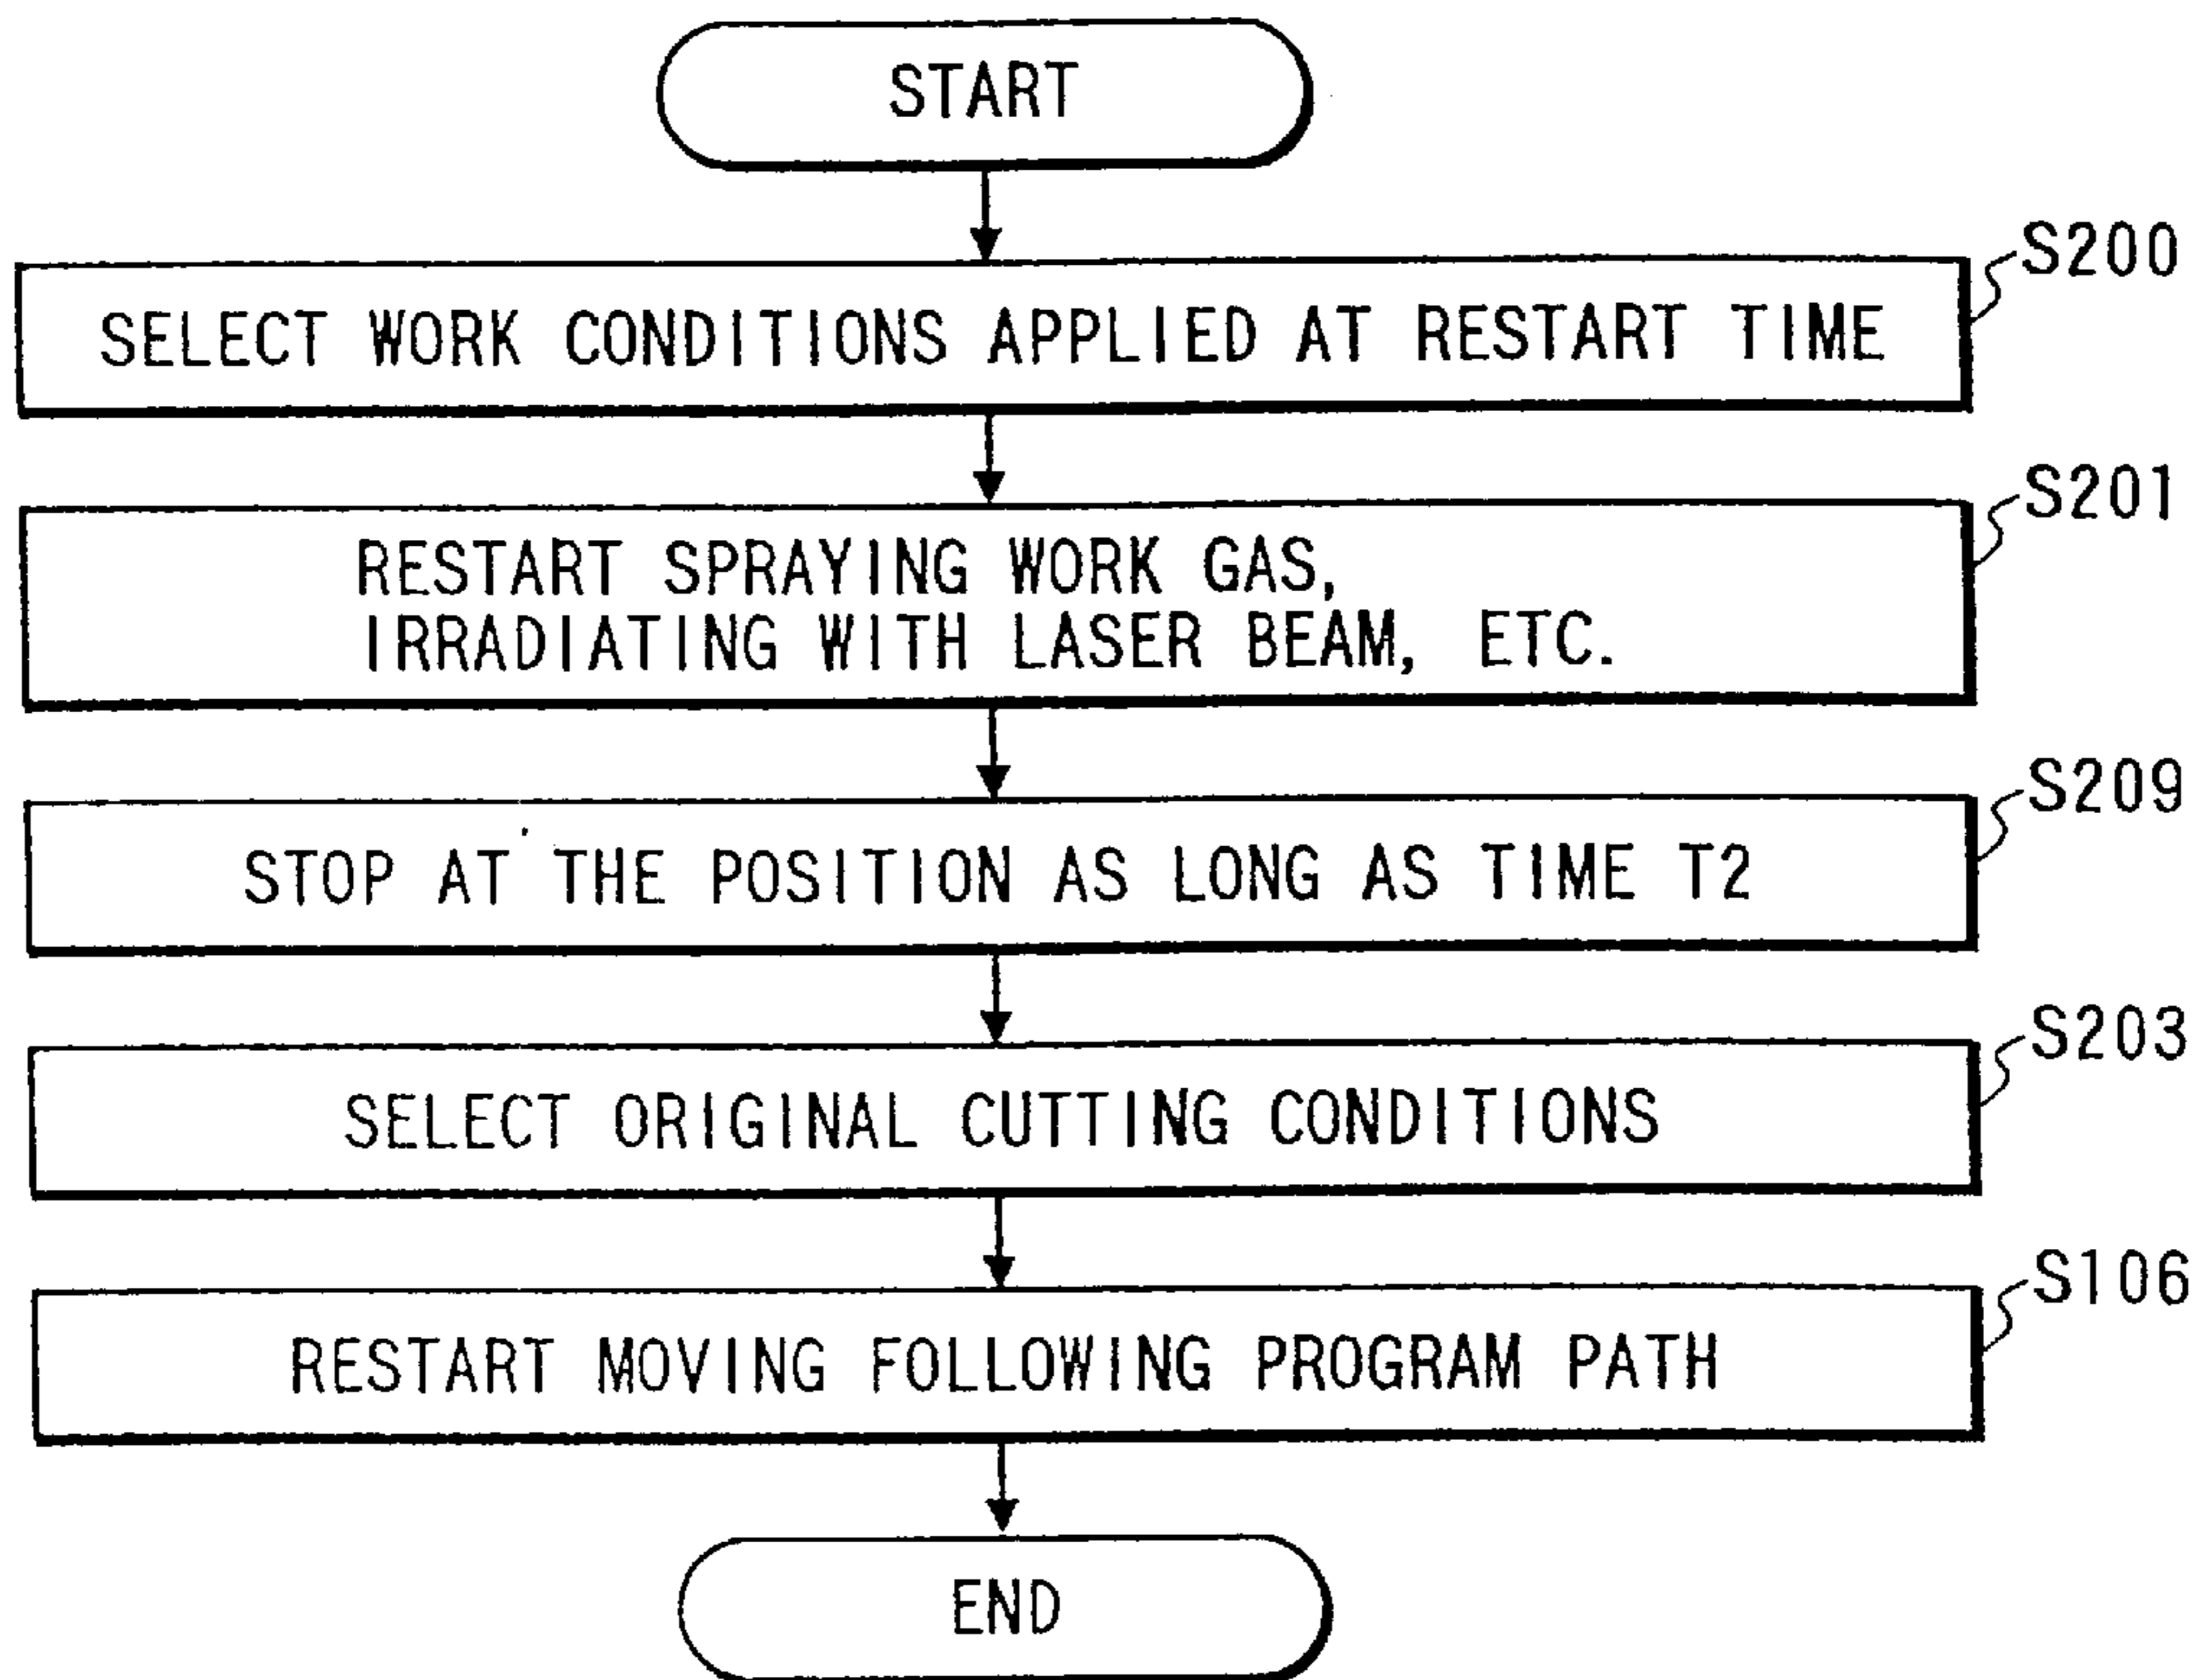 START
S200
SELECT WORK CONDITIONS APPLIED AT RESTART TIME
S201
RESTART SPRAYING WORK GAS,
IRRADIATING WITH LASER BEAM, ETC.
S209
STOP AT THE POSITION AS LONG AS TIME T2
S203
SELECT ORIGINAL CUTTING CONDITIONS
S106
RESTART MOVING FOLLOWING PROGRAM PATH
END